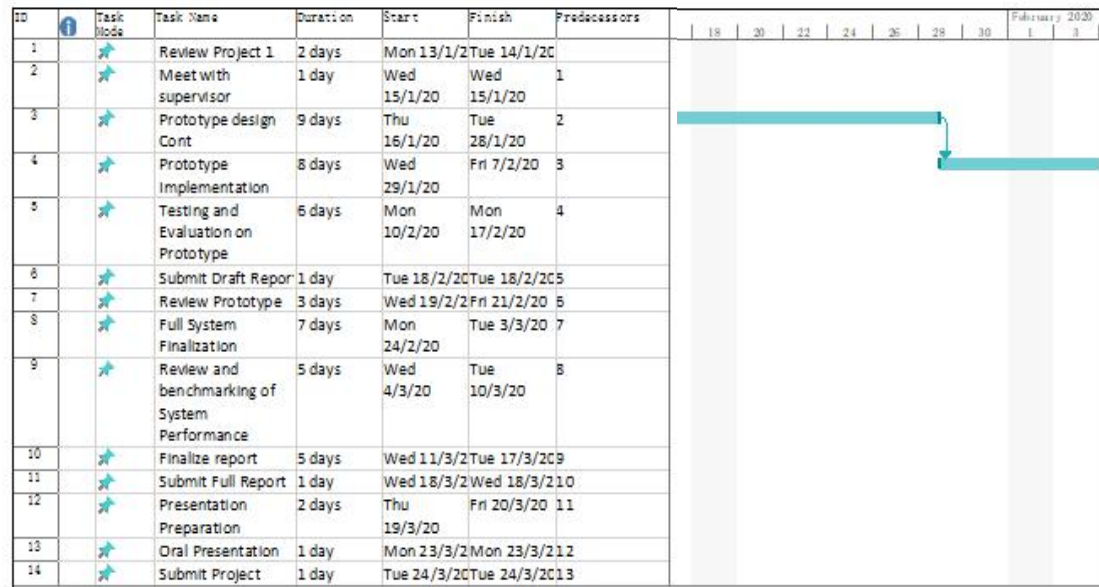 ID Task Mode Task Name Duration Start Finish Predecessors
February 2020
18 20 22 24 26 28 30 1 3
1 Review Project 1 2 days Mon 13/1/2 Tue 14/1/20
2 Meet with supervisor 1 day Wed 15/1/20 Wed 15/1/20 1
3 Prototype design Cont 9 days Thu 16/1/20 Tue 28/1/20 2
4 Prototype Implementation 8 days Wed 29/1/20 Fri 7/2/20 3
5 Testing and Evaluation on Prototype 6 days Mon 10/2/20 Mon 17/2/20 4
6 Submit Draft Repor 1 day Tue 18/2/20 Tue 18/2/20 5
7 Review Prototype 3 days Wed 19/2/2 Fri 21/2/20 6
8 Full System Finalization 7 days Mon 24/2/20 Tue 3/3/20 7
9 Review and benchmarking of System Performance 5 days Wed 4/3/20 Tue 10/3/20 8
10 Finalize report 5 days Wed 11/3/2 Tue 17/3/20 9
11 Submit Full Report 1 day Wed 18/3/2 Wed 18/3/2 10
12 Presentation Preparation 2 days Thu 19/3/20 Fri 20/3/20 11
13 Oral Presentation 1 day Mon 23/3/2 Mon 23/3/2 12
14 Submit Project 1 day Tue 24/3/20 Tue 24/3/20 13